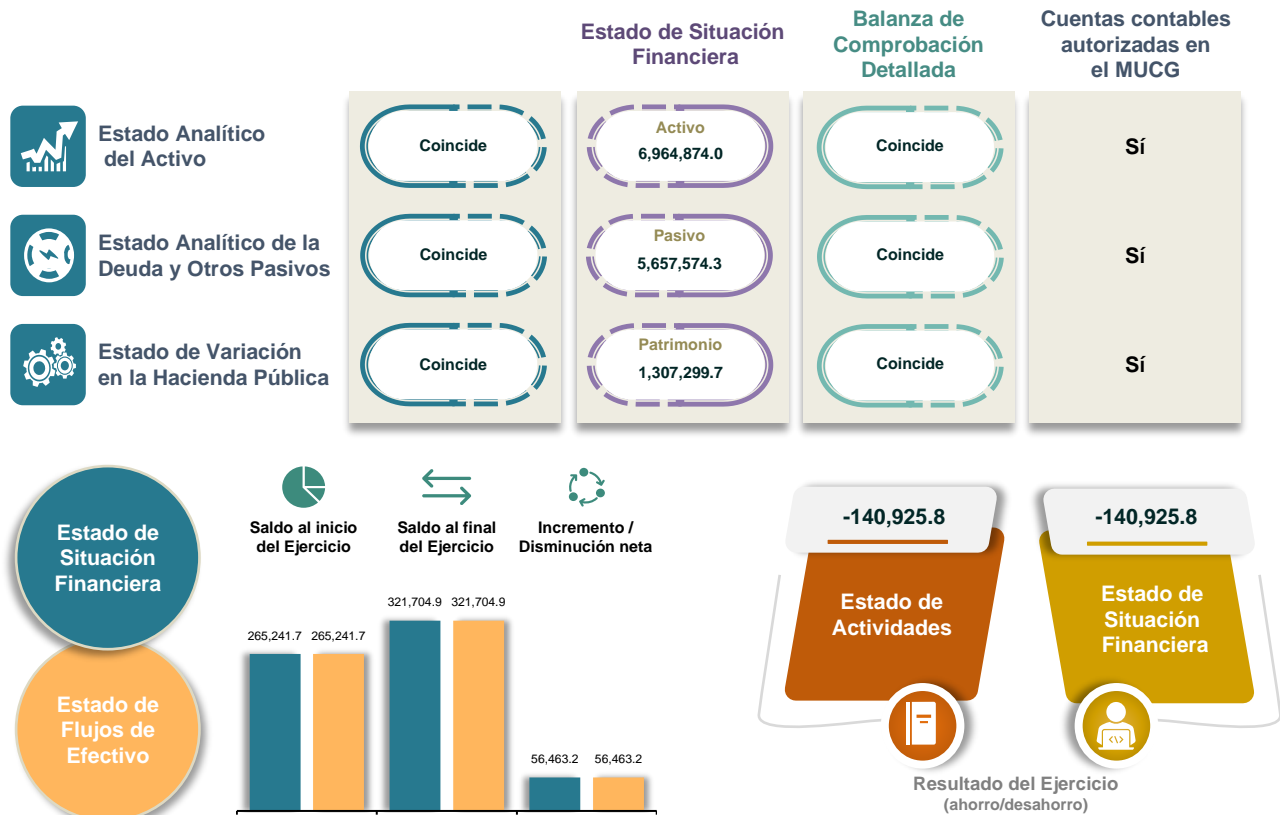 Estado de Situación
Financiera
Balanza de
Comprobación
Detallada
Cuentas contables
autorizadas en
el MUCG
Estado Analítico
del Activo
Coincide
Activo
6,964,874.0
Coincide
Sí
Estado Analítico de la
Deuda y Otros Pasivos
Coincide
Pasivo
5,657,574.3
Coincide
Sí
Estado de Variación
en la Hacienda Pública
Coincide
Patrimonio
1,307,299.7
Coincide
Sí
Estado de
Situación
Financiera
Estado de
Flujos de
Efectivo
Saldo al inicio
del Ejercicio
Saldo al final
del Ejercicio
Incremento /
Disminución neta
265,241.7 265,241.7
321,704.9 321,704.9
56,463.2 56,463.2
-140,925.8
Estado de
Actividades
-140,925.8
Estado de
Situación
Financiera
Resultado del Ejercicio
(ahorro/desahorro)